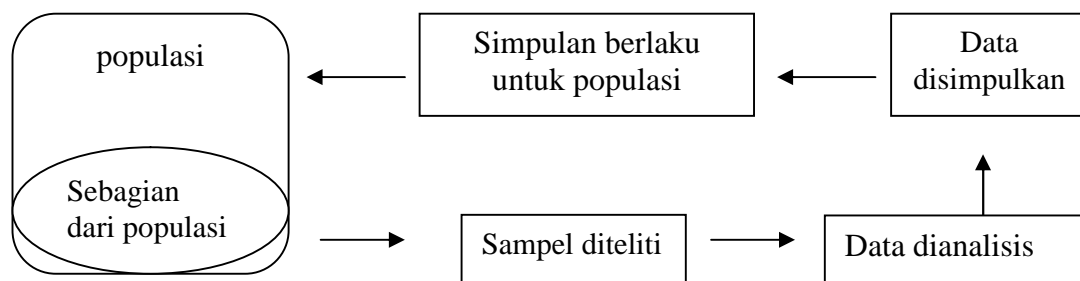 populasi
Simpulan berlaku
untuk populasi
Data
disimpulkan
Sebagian
dari populasi
Sampel diteliti
Data dianalisis